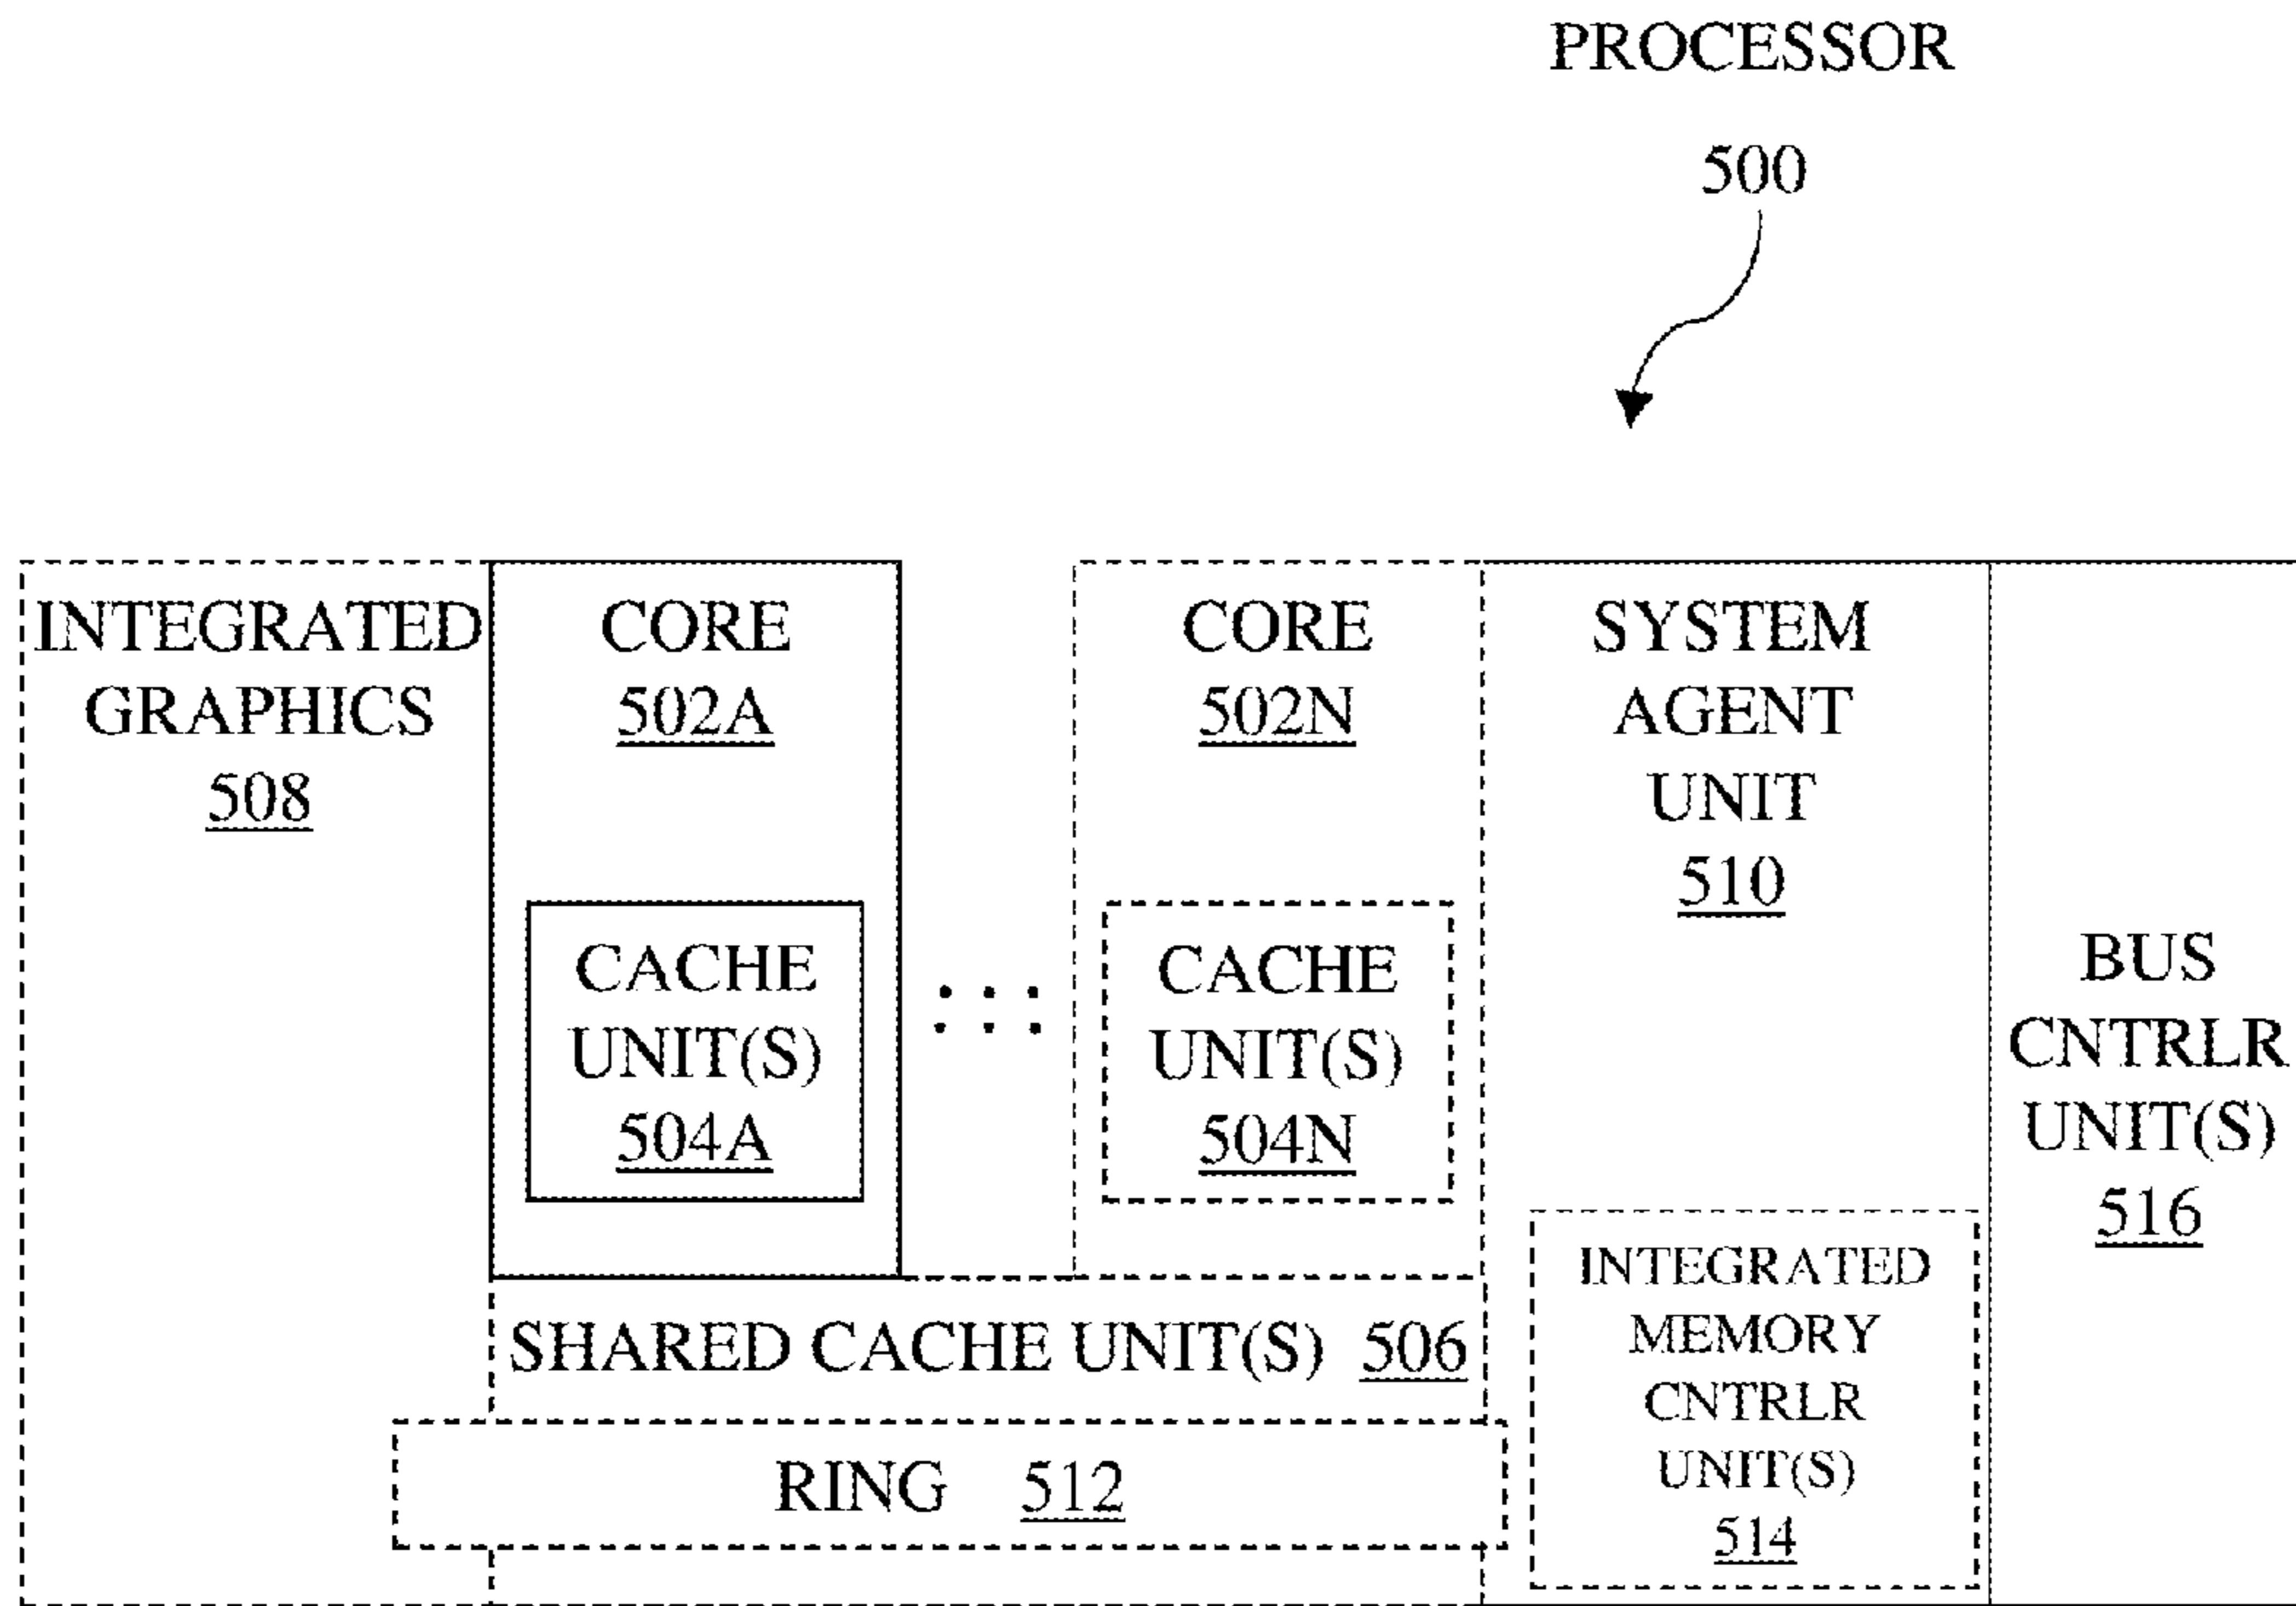 PROCESSOR
500
INTEGRATED
GRAPHICS
508
CORE
502A
CACHE
UNIT(S)
504A
CORE
502N
CACHE
UNIT(S)
504N
SYSTEM
AGENT
UNIT
510
BUS
CNTRLR
UNIT(S)
516
INTEGRATED
MEMORY
CNTRLR
UNIT(S)
514
SHARED CACHE UNIT(S) 506
RING 512